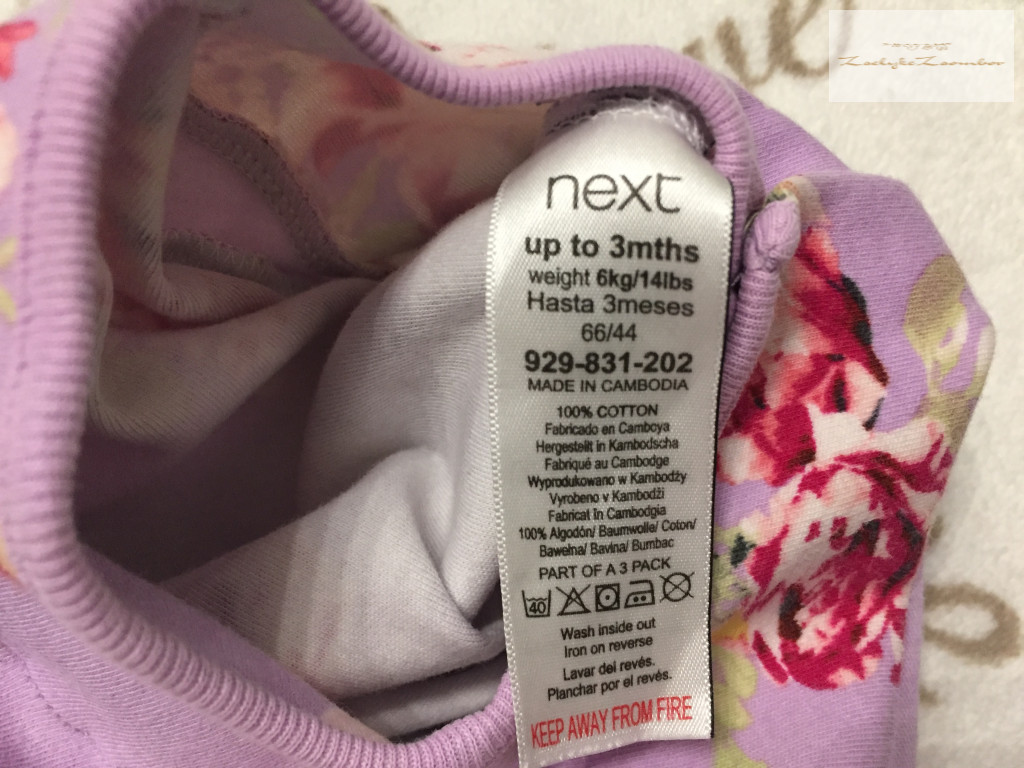 next
up to 3mths
weight 6kg/14lbs
Hasta 3meses
66/44
929-831-202
MADE IN CAMBODIA
100% COTTON
Fabricado en Camboya
Hergestellt in Kambodscha
Fabriqué au Cambodge
Wyprodukowano w Kambodży
Vyrobeno v Kambodži
Fabricat în Cambodgia
100% Algodón/ Baumwolle/ Coton/
Bawełna/ Bavlna/ Bumbac
PART OF A 3 PACK
40
Wash inside out
Iron on reverse
Lavar del revés.
Planchar por el revés.
KEEP AWAY FROM FIRE